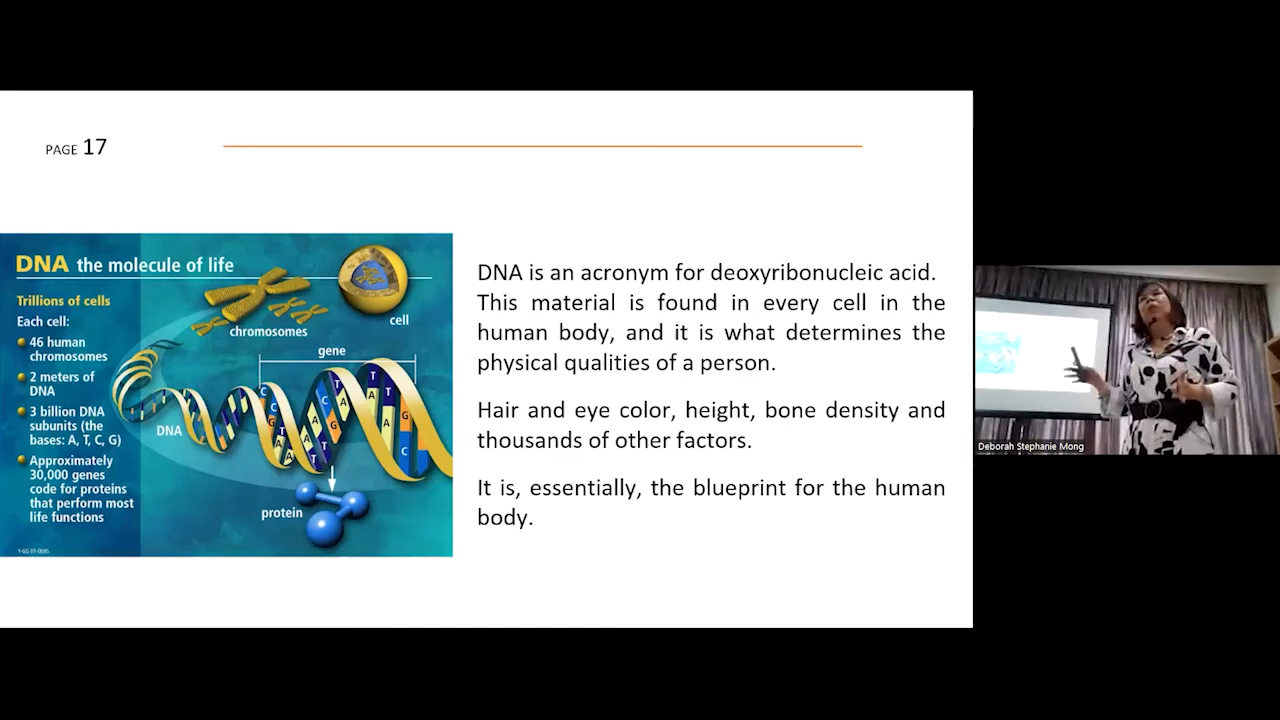 PAGE 17
DNA the molecule of life
Trillions of cells
Each cell:
46 human
chromosomes
2 meters of
DNA
3 billion DNA
subunits (the
bases: A, T, C, G)
Approximately
30,000 genes
code for proteins
that perform most
life functions
chromosomes
cell
gene
DNA
protein
DNA is an acronym for deoxyribonucleic acid.
This material is found in every cell in the
human body, and it is what determines the
physical qualities of a person.
Hair and eye color, height, bone density and
thousands of other factors.
It is, essentially, the blueprint for the human
body.
Deborah Stephanie Mong